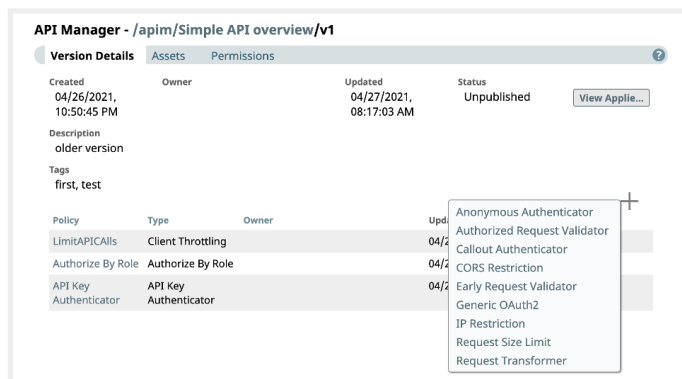 API Manager - /apim/Simple API overview/v1
Version Details Assets Permissions ?
Created Owner Updated Status
04/26/2021, 04/27/2021, Unpublished View Applie...
10:50:45 PM 08:17:03 AM
Description
older version
Tags
first, test
Policy Type Owner Upda
LimitAPICAlls Client Throttling 04/2
Authorize By Role Authorize By Role 04/2
API Key API Key 04/2
Authenticator Authenticator
Anonymous Authenticator
Authorized Request Validator
Callout Authenticator
CORS Restriction
Early Request Validator
Generic OAuth2
IP Restriction
Request Size Limit
Request Transformer